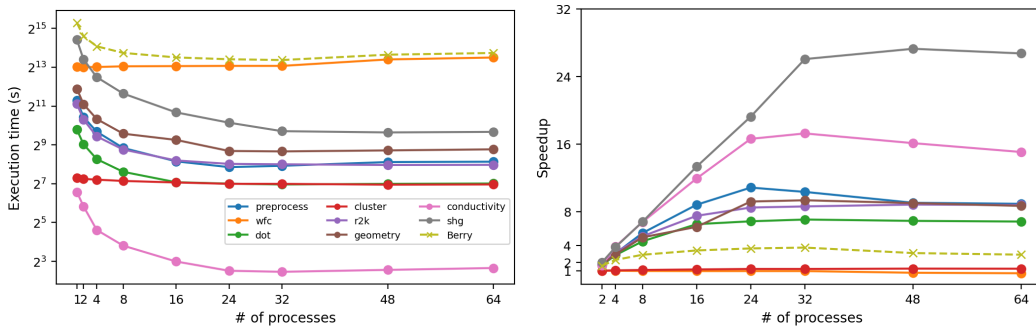 Execution time (s)
2^15
2^13
2^11
2^9
2^7
2^5
2^3
1 2 4 8 16 24 32 48 64
# of processes
preprocess cluster conductivity
wfc r2k shg
dot geometry Berry
Speedup
32
24
16
8
4
2
1
2 4 8 16 24 32 48 64
# of processes